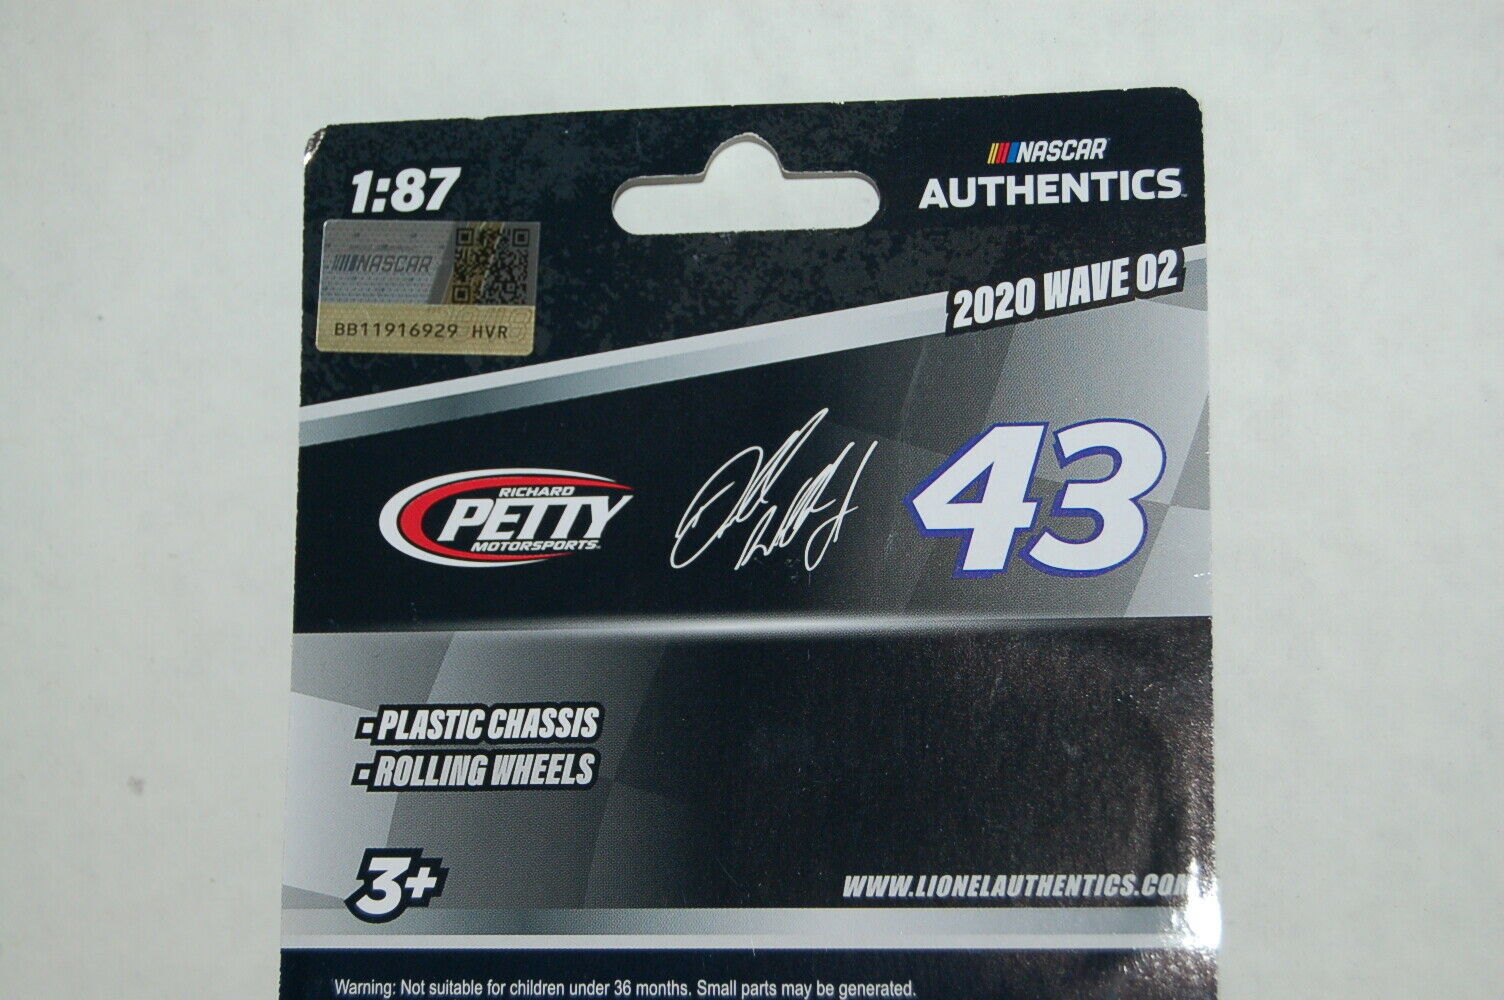 1:87
NASCAR
AUTHENTICS
NASCAR
BB11916929 HVR
2020 WAVE 02
RICHARD
PETTY
MOTORSPORTS
43
▪ PLASTIC CHASSIS
▪ ROLLING WHEELS
3+
WWW.LIONELAUTHENTICS.COM
Warning: Not suitable for children under 36 months. Small parts may be generated.